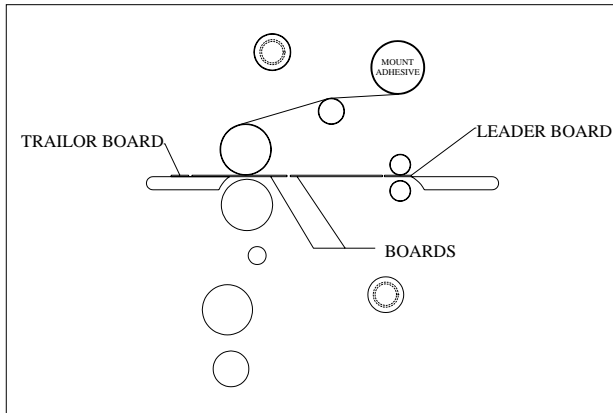 MOUNT
ADHESIVE
LEADER BOARD
TRAILOR BOARD
BOARDS